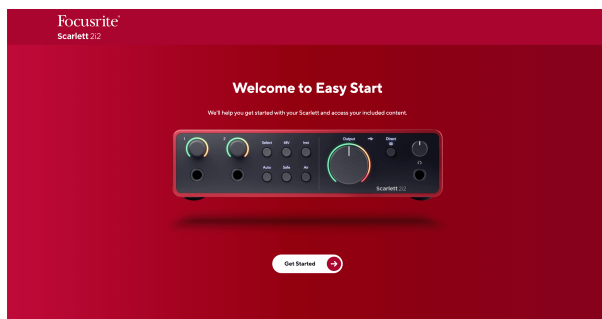 Focusrite®
Scarlett 2i2
Welcome to Easy Start
We'll help you get started with your Scarlett and access your included content.
1
2
Select
48V
Inst
Auto
Safe
Air
Output
Direct
Scarlett 2i2
Get Started